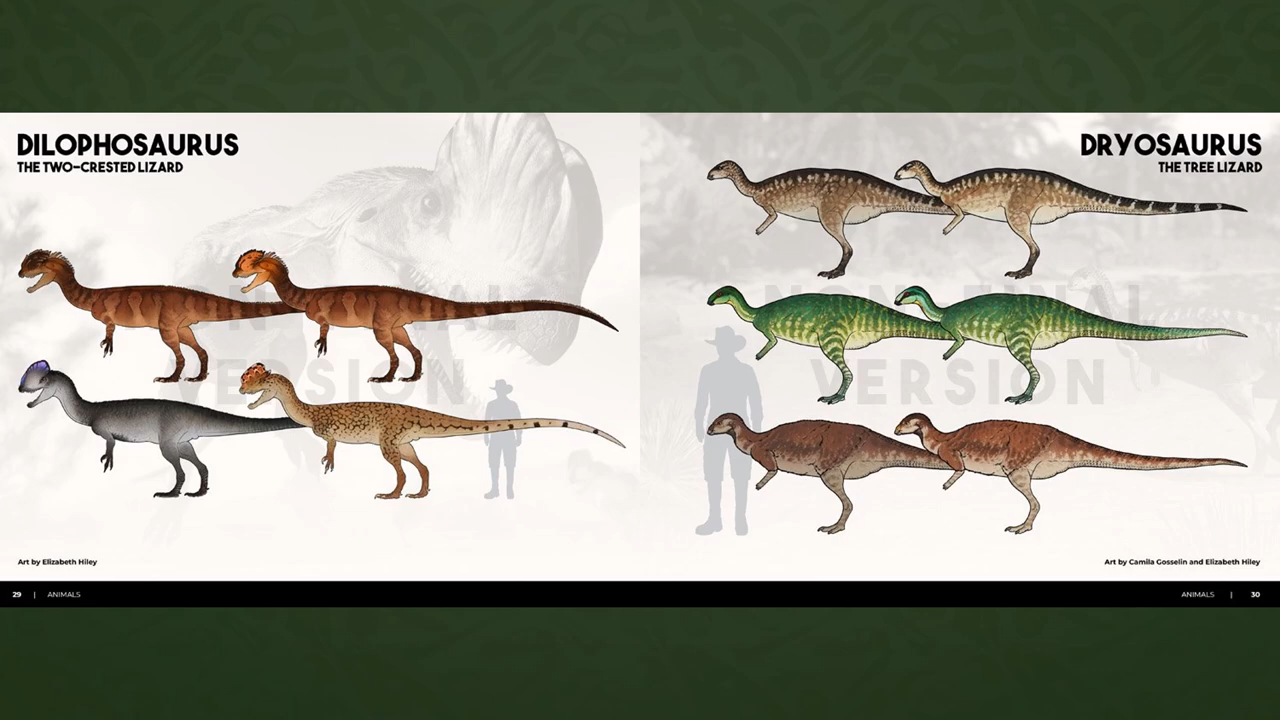 DILOPHOSAURUS
THE TWO-CRESTED LIZARD
NON-FINAL
VERSION
Art by Elizabeth Hiley
29 | ANIMALS
DRYOSAURUS
THE TREE LIZARD
NON-FINAL
VERSION
Art by Camila Gosselin and Elizabeth Hiley
ANIMALS | 30